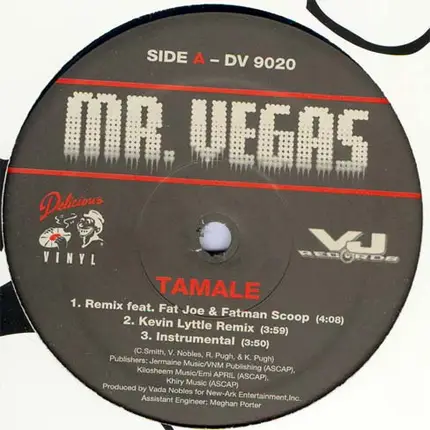 SIDE A – DV 9020
MR. VEGAS
Delicious
VINYL
VJ
RECORDS
TAMALE
1. Remix feat. Fat Joe & Fatman Scoop (4:08)
2. Kevin Lyttle Remix (3:59)
3. Instrumental (3:50)
(C.Smith, V. Nobles, R. Pugh, & K. Pugh)
Publishers: Jermaine Music/VNM Publishing (ASCAP),
Kilosheem Music/Emi APRIL (ASCAP),
Khiry Music (ASCAP)
Produced by Vada Nobles for New-Ark Entertainment,Inc.
Assistant Engineer: Meghan Porter